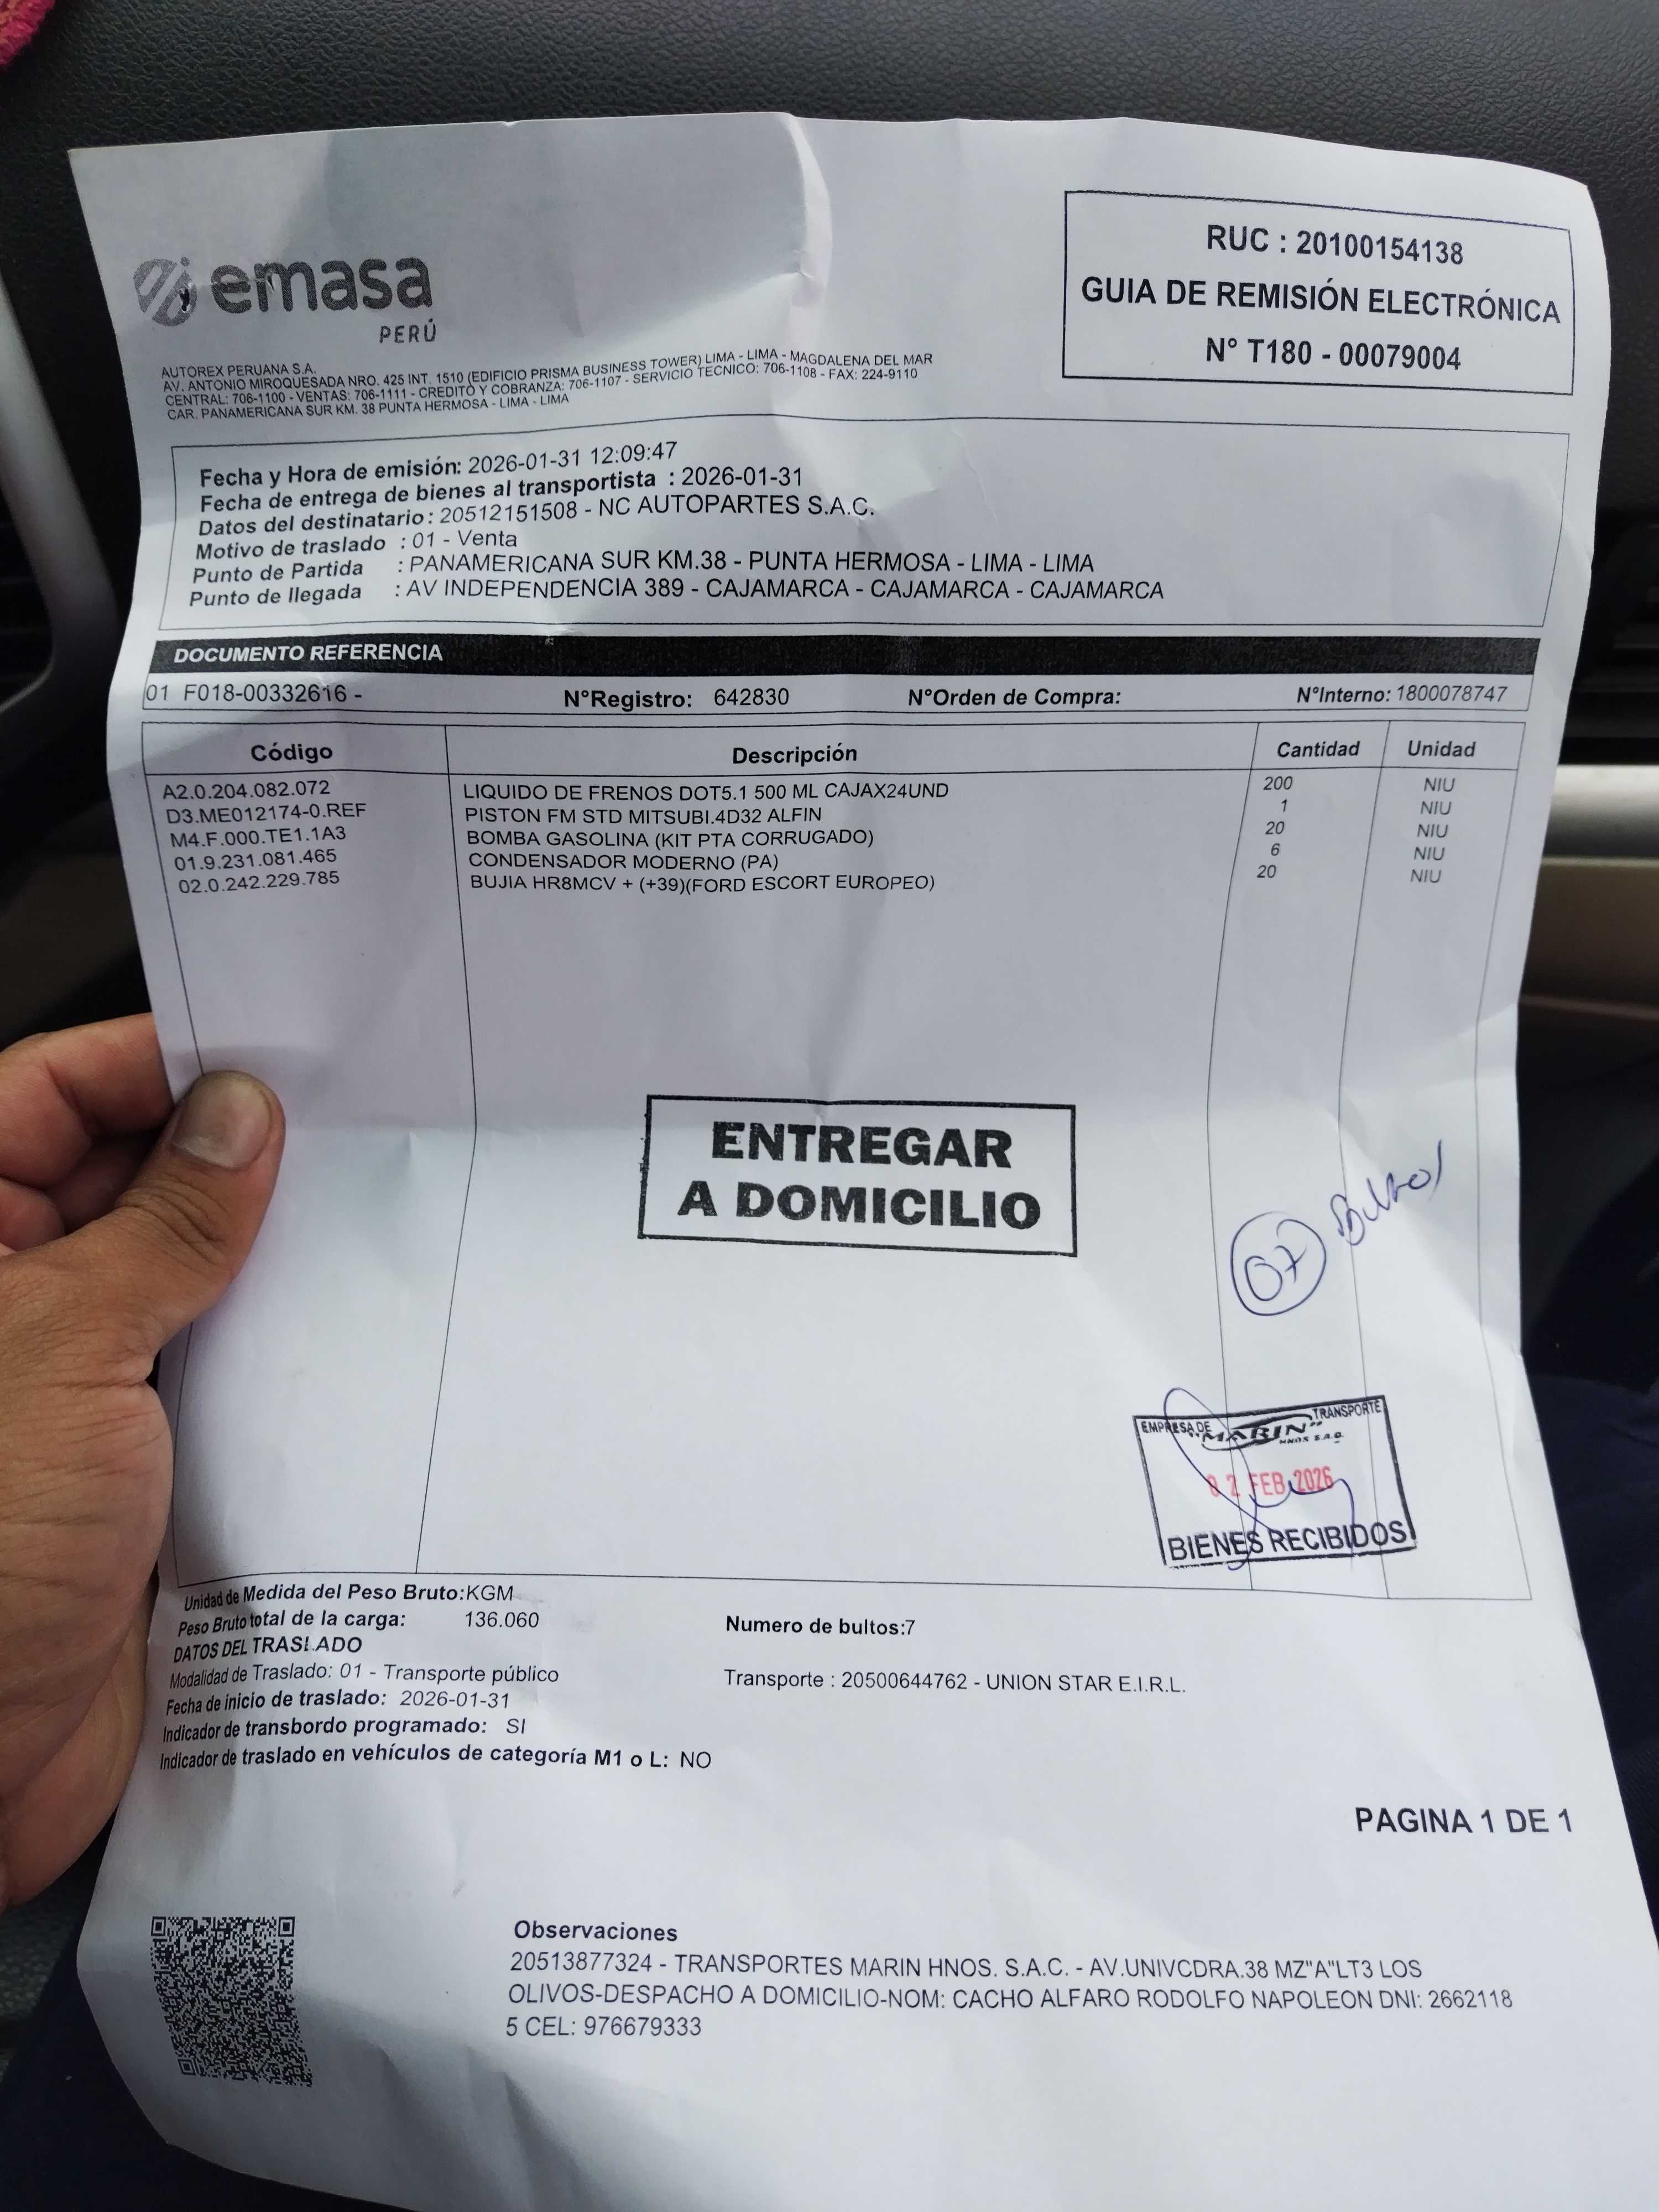 emasa
PERÚ
RUC : 20100154138
GUIA DE REMISIÓN ELECTRÓNICA
N° T180 - 00079004
AUTOREX PERUANA S.A.
AV. ANTONIO MIROQUESADA NRO. 425 INT. 1510 (EDIFICIO PRISMA BUSINESS TOWER) LIMA - LIMA - MAGDALENA DEL MAR
CENTRAL: 706-1100 - VENTAS: 706-1111 - CREDITO Y COBRANZA: 706-1107 - SERVICIO TECNICO: 706-1108 - FAX: 224-9110
CAR. PANAMERICANA SUR KM. 38 PUNTA HERMOSA - LIMA - LIMA
Fecha y Hora de emisión: 2026-01-31 12:09:47
Fecha de entrega de bienes al transportista : 2026-01-31
Datos del destinatario : 20512151508 - NC AUTOPARTES S.A.C.
Motivo de traslado : 01 - Venta
Punto de Partida : PANAMERICANA SUR KM.38 - PUNTA HERMOSA - LIMA - LIMA
Punto de llegada : AV INDEPENDENCIA 389 - CAJAMARCA - CAJAMARCA - CAJAMARCA
DOCUMENTO REFERENCIA
01 F018-00332616 - N°Registro: 642830 N°Orden de Compra: N°Interno: 1800078747
Código Descripción Cantidad Unidad
A2.0.204.082.072 LIQUIDO DE FRENOS DOT5.1 500 ML CAJAX24UND 200 NIU
D3.ME012174-0.REF PISTON FM STD MITSUBI.4D32 ALFIN 1 NIU
M4.F.000.TE1.1A3 BOMBA GASOLINA (KIT PTA CORRUGADO) 20 NIU
01.9.231.081.465 CONDENSADOR MODERNO (PA) 6 NIU
02.0.242.229.785 BUJIA HR8MCV + (+39)(FORD ESCORT EUROPEO) 20 NIU
ENTREGAR
A DOMICILIO
07 Bultos
EMPRESA DE TRANSPORTE
"MARIN"
HNOS S.A.C.
02 FEB 2026
BIENES RECIBIDOS
Unidad de Medida del Peso Bruto:KGM
Peso Bruto total de la carga: 136.060 Numero de bultos:7
DATOS DEL TRASLADO
Modalidad de Traslado: 01 - Transporte público Transporte : 20500644762 - UNION STAR E.I.R.L.
Fecha de inicio de traslado: 2026-01-31
Indicador de transbordo programado: SI
Indicador de traslado en vehículos de categoría M1 o L: NO
PAGINA 1 DE 1
Observaciones
20513877324 - TRANSPORTES MARIN HNOS. S.A.C. - AV.UNIVCDRA.38 MZ"A"LT3 LOS
OLIVOS-DESPACHO A DOMICILIO-NOM: CACHO ALFARO RODOLFO NAPOLEON DNI: 2662118
5 CEL: 976679333